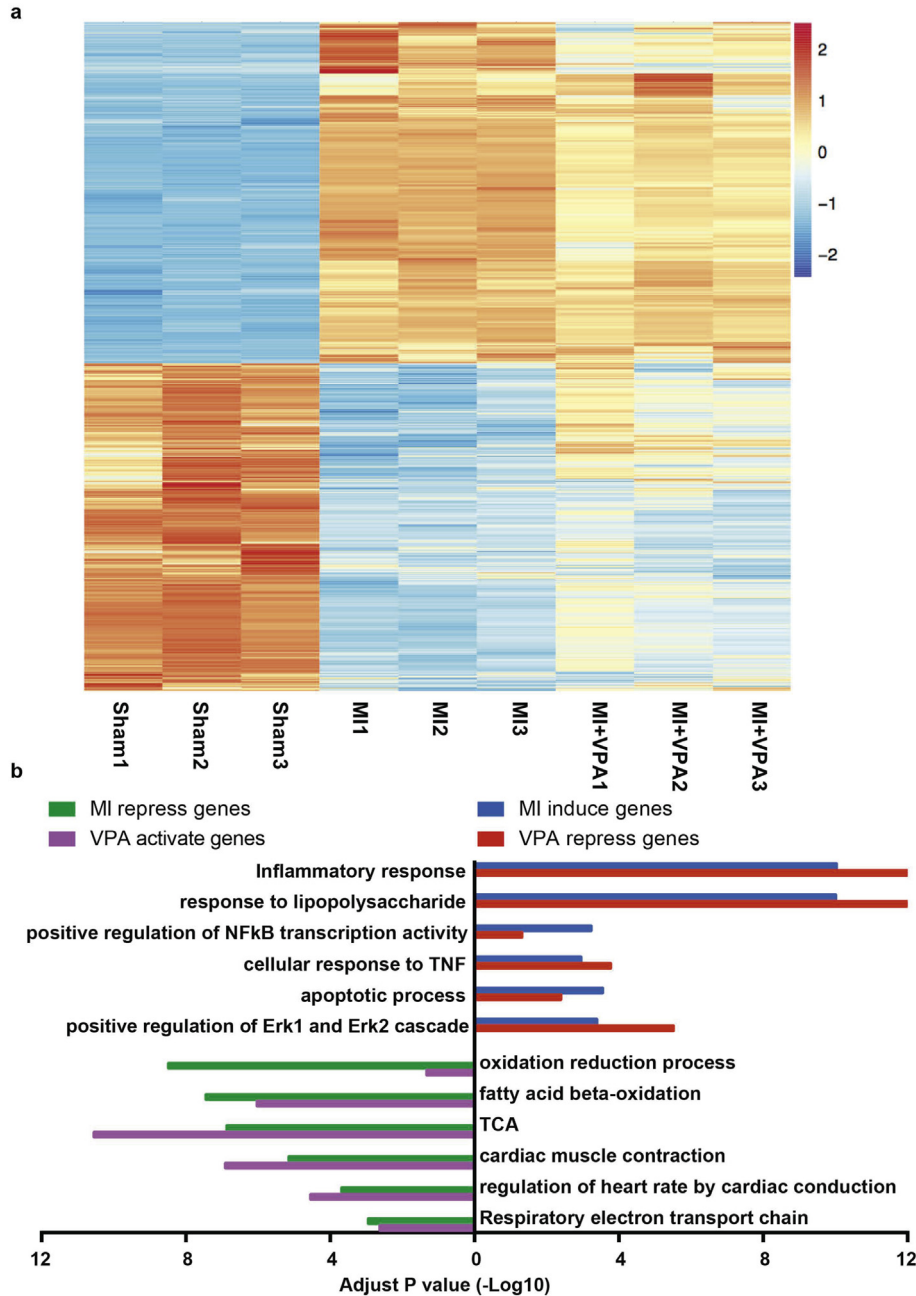 a
2
1
0
−1
−2
Sham1
Sham2
Sham3
MI1
MI2
MI3
MI+VPA1
MI+VPA2
MI+VPA3
b
MI repress genes
MI induce genes
VPA activate genes
VPA repress genes
Inflammatory response
response to lipopolysaccharide
positive regulation of NFkB transcription activity
cellular response to TNF
apoptotic process
positive regulation of Erk1 and Erk2 cascade
oxidation reduction process
fatty acid beta-oxidation
TCA
cardiac muscle contraction
regulation of heart rate by cardiac conduction
Respiratory electron transport chain
12 8 4 0 4 8 12
Adjust P value (-Log10)